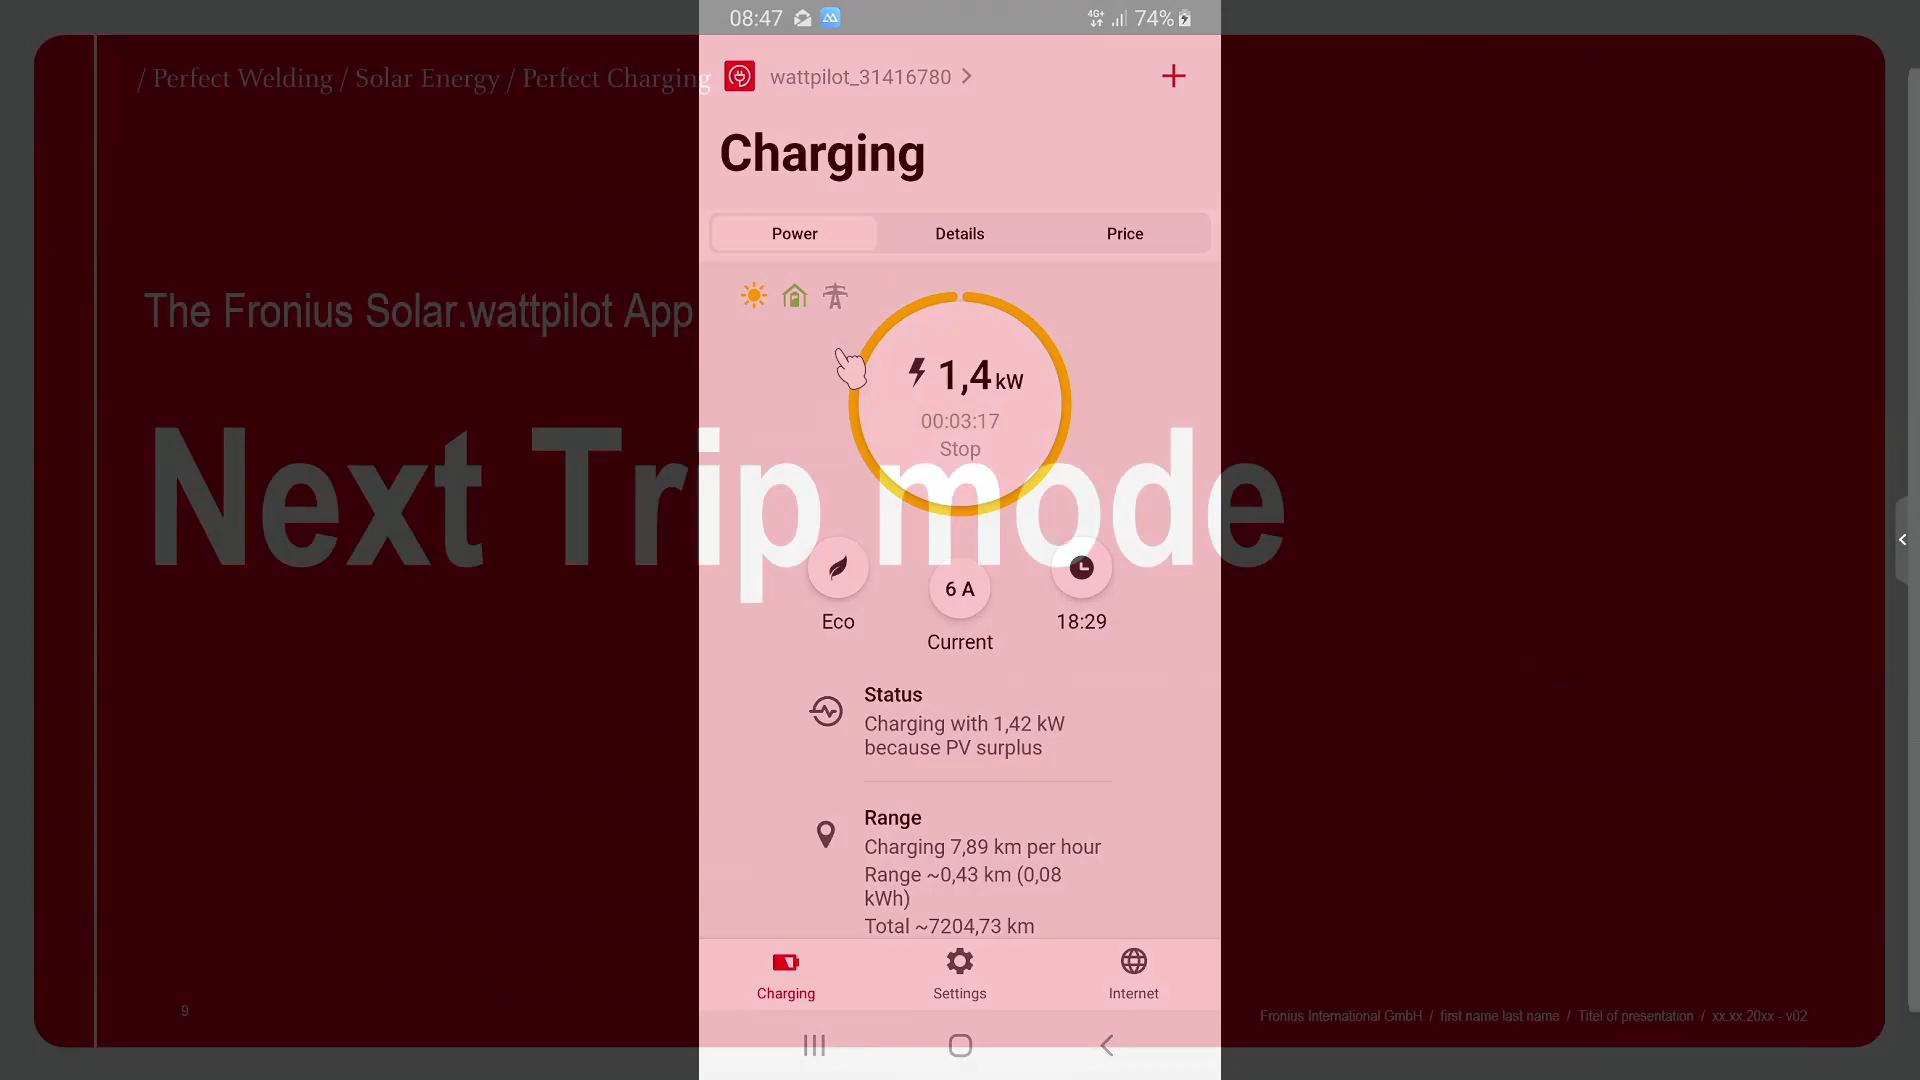 08:47
4G+ 74%
/ Perfect Welding / Solar Energy / Perfect Charging
wattpilot_31416780
Charging
Power Details Price
The Fronius Solar.wattpilot App
1,4 kW
00:03:17
Stop
Next Trip mode
6 A
Eco
Current
18:29
Status
Charging with 1,42 kW
because PV surplus
Range
Charging 7,89 km per hour
Range ~0,43 km (0,08
kWh)
Total ~7204,73 km
Charging Settings Internet
9
Fronius International GmbH / first name last name / Titel of presentation / xx.xx.20xx - v02